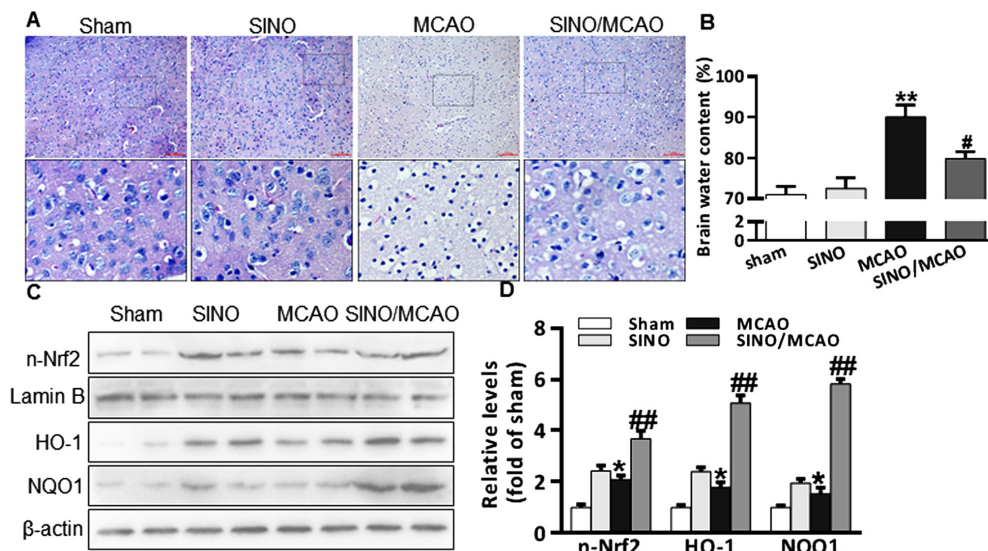 A
Sham SINO MCAO SINO/MCAO
B
Brain water content (%)
100
90
80
70
2
0
**
#
sham SINO MCAO SINO/MCAO
C
Sham SINO MCAO SINO/MCAO
n-Nrf2
Lamin B
HO-1
NQO1
β-actin
D
Relative levels
(fold of sham)
8
6
4
2
0
Sham MCAO
SINO SINO/MCAO
* ## * ## * ##
n-Nrf2 HO-1 NQO1